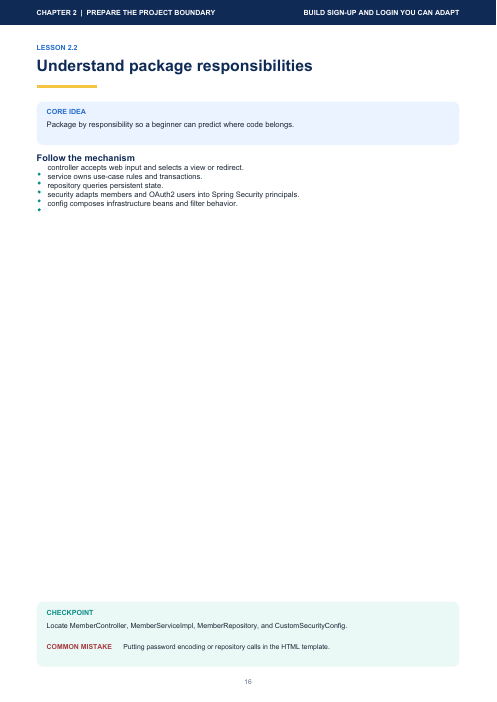 CHAPTER 2 | PREPARE THE PROJECT BOUNDARY
BUILD SIGN-UP AND LOGIN YOU CAN ADAPT
LESSON 2.2
Understand package responsibilities
CORE IDEA
Package by responsibility so a beginner can predict where code belongs.
Follow the mechanism
controller accepts web input and selects a view or redirect.
service owns use-case rules and transactions.
repository queries persistent state.
security adapts members and OAuth2 users into Spring Security principals.
config composes infrastructure beans and filter behavior.
CHECKPOINT
Locate MemberController, MemberServiceImpl, MemberRepository, and CustomSecurityConfig.
COMMON MISTAKE Putting password encoding or repository calls in the HTML template.
16